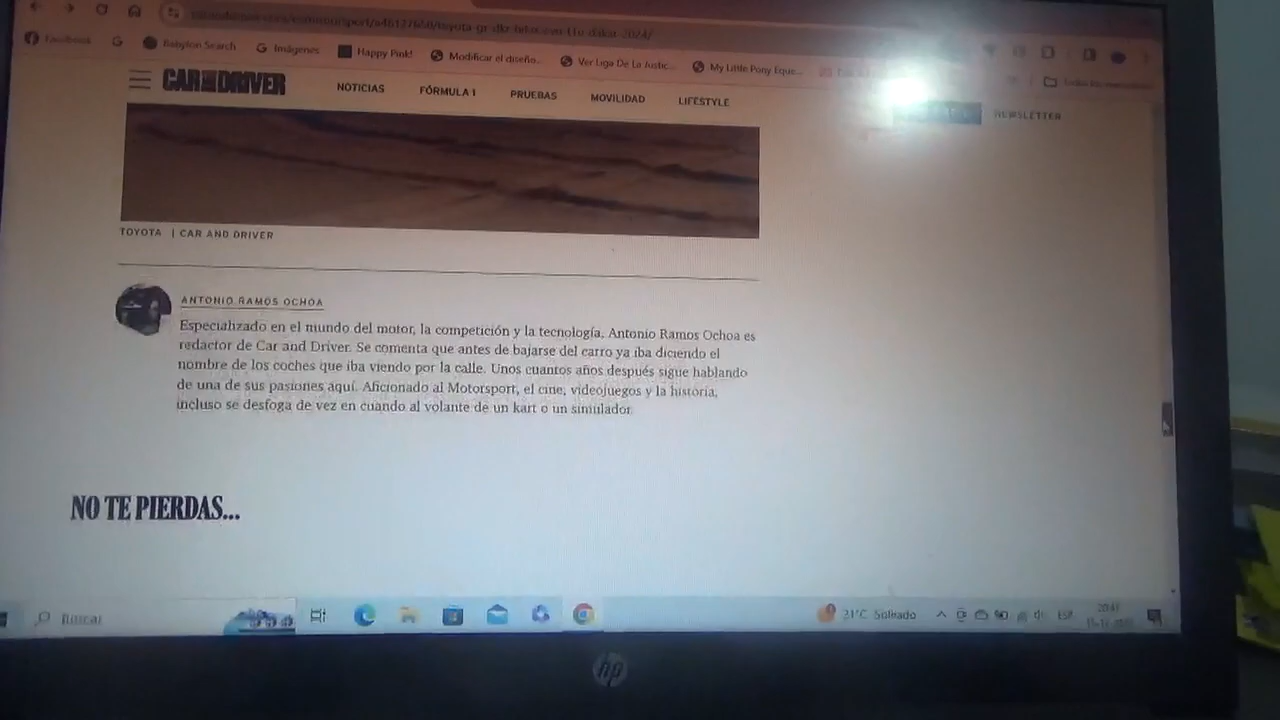 Facebook
Babylon Search
Imágenes
Happy Pink!
Modificar el diseño...
Ver Liga De La Justic...
My Little Pony Eque...
CAR AND DRIVER
NOTICIAS
FÓRMULA 1
PRUEBAS
MOVILIDAD
LIFESTYLE
NEWSLETTER
TOYOTA | CAR AND DRIVER
ANTONIO RAMOS OCHOA
Especializado en el mundo del motor, la competición y la tecnología, Antonio Ramos Ochoa es
redactor de Car and Driver. Se comenta que antes de bajarse del carro ya iba diciendo el
nombre de los coches que iba viendo por la calle. Unos cuantos años después sigue hablando
de una de sus pasiones aquí. Aficionado al Motorsport, el cine, videojuegos y la historia,
incluso se desfoga de vez en cuando al volante de un kart o un simulador.
NO TE PIERDAS...
Buscar
21°C Soleado
ESP
hp